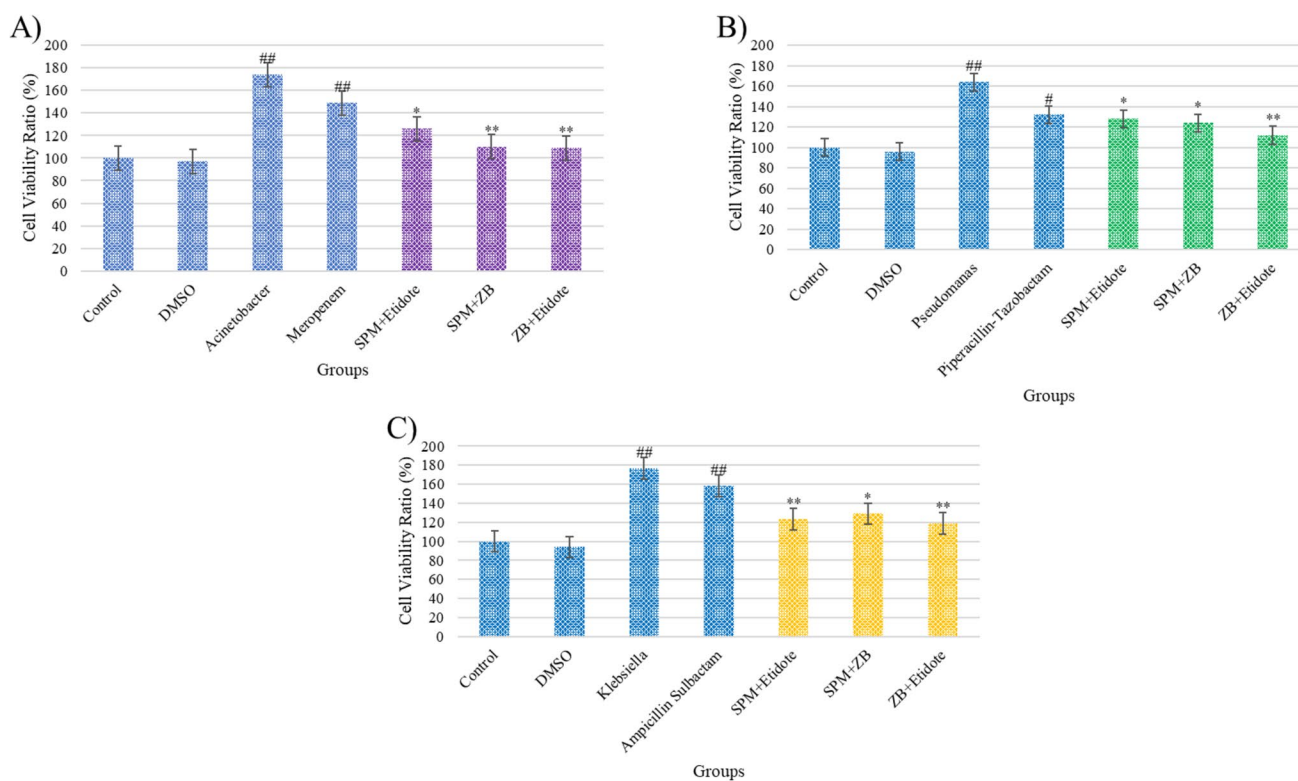 A)
Cell Viability Ratio (%)
200
180
160
140
120
100
80
60
40
20
0
##
##
*
**
**
Control
DMSO
Acinetobacter
Meropenem
SPM+Etidote
SPM+ZB
ZB+Etidote
Groups
B)
Cell Viability Ratio (%)
200
180
160
140
120
100
80
60
40
20
0
##
#
*
*
**
Control
DMSO
Pseudomanas
Piperacillin-Tazobactam
SPM+Etidote
SPM+ZB
ZB+Etidote
Groups
C)
Cell Viability Ratio (%)
200
180
160
140
120
100
80
60
40
20
0
##
##
**
*
**
Control
DMSO
Klebsiella
Ampicillin Sulbactam
SPM+Etidote
SPM+ZB
ZB+Etidote
Groups